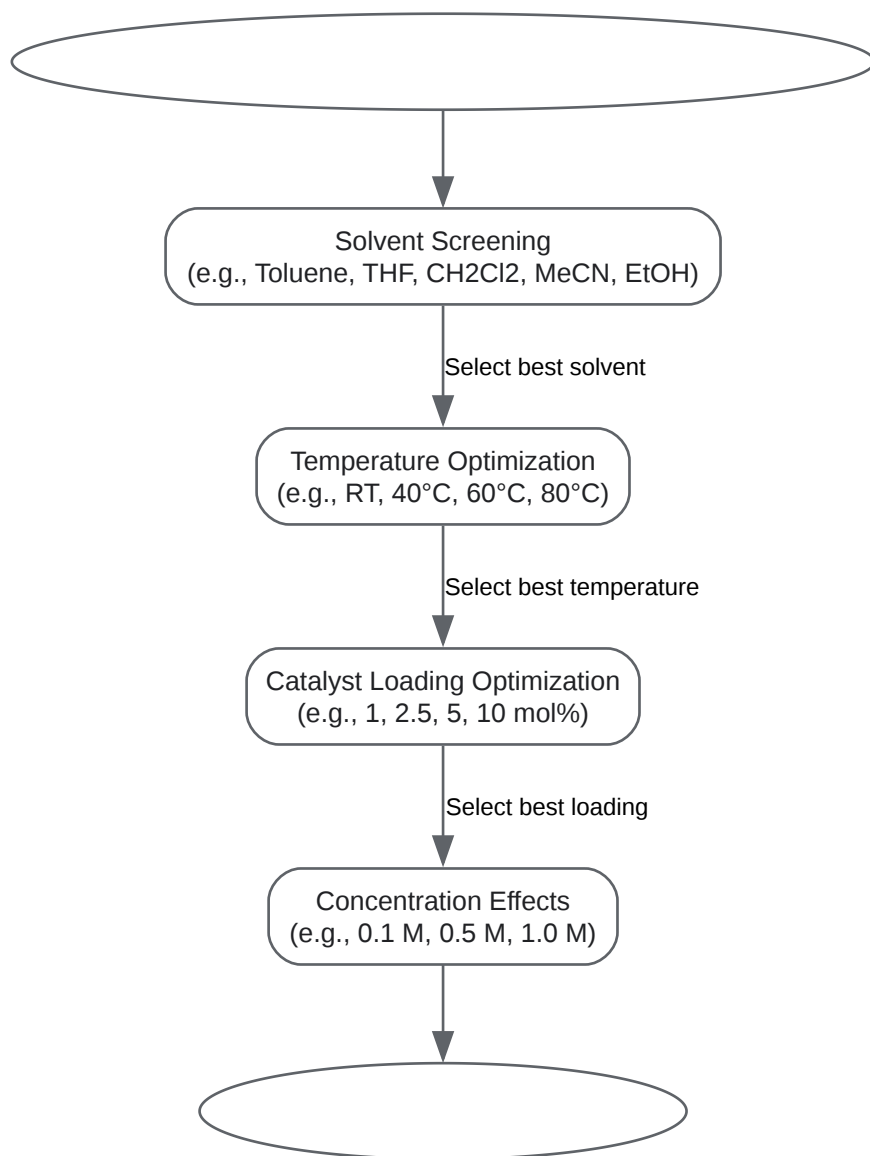 Solvent Screening
(e.g., Toluene, THF, CH2Cl2, MeCN, EtOH)
Select best solvent
Temperature Optimization
(e.g., RT, 40°C, 60°C, 80°C)
Select best temperature
Catalyst Loading Optimization
(e.g., 1, 2.5, 5, 10 mol%)
Select best loading
Concentration Effects
(e.g., 0.1 M, 0.5 M, 1.0 M)